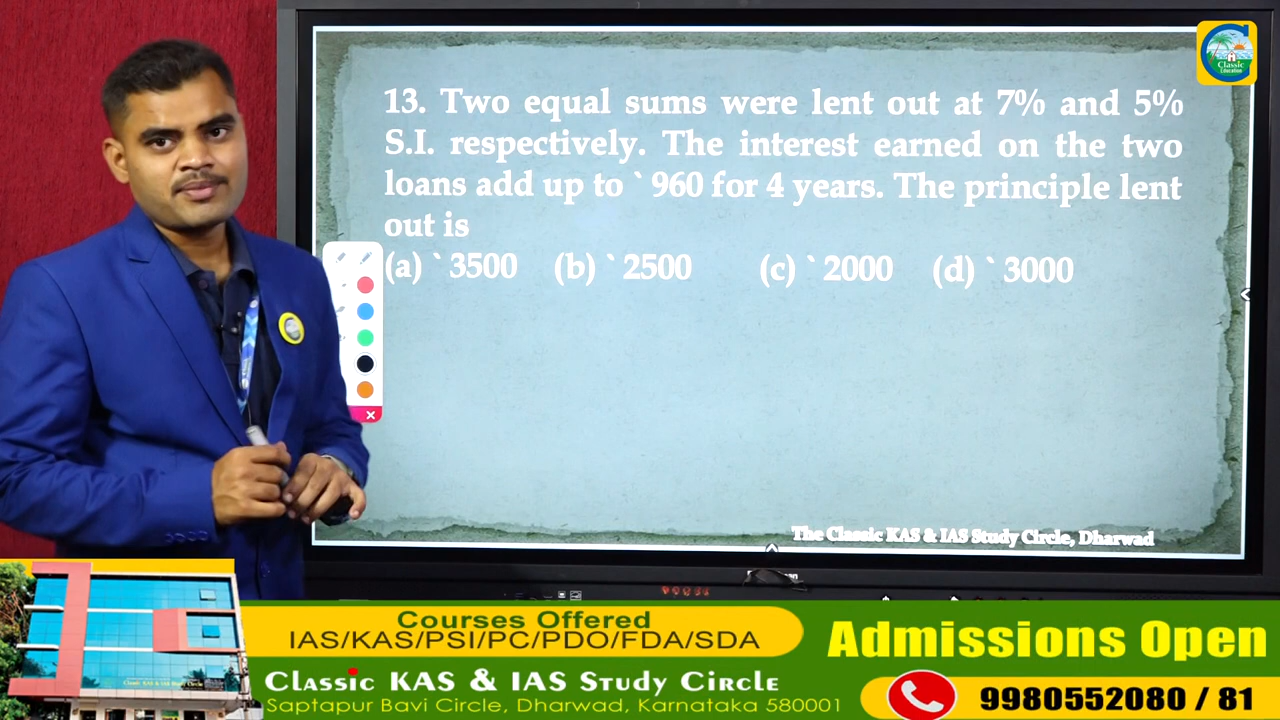 Classic
Education
13. Two equal sums were lent out at 7% and 5%
S.I. respectively. The interest earned on the two
loans add up to ` 960 for 4 years. The principle lent
out is
(a) ` 3500 (b) ` 2500 (c) ` 2000 (d) ` 3000
The Classic KAS & IAS Study Circle, Dharwad
Courses Offered
IAS/KAS/PSI/PC/PDO/FDA/SDA
Classic KAS & IAS Study Circle
Saptapur Bavi Circle, Dharwad, Karnataka 580001
Admissions Open
9980552080 / 81